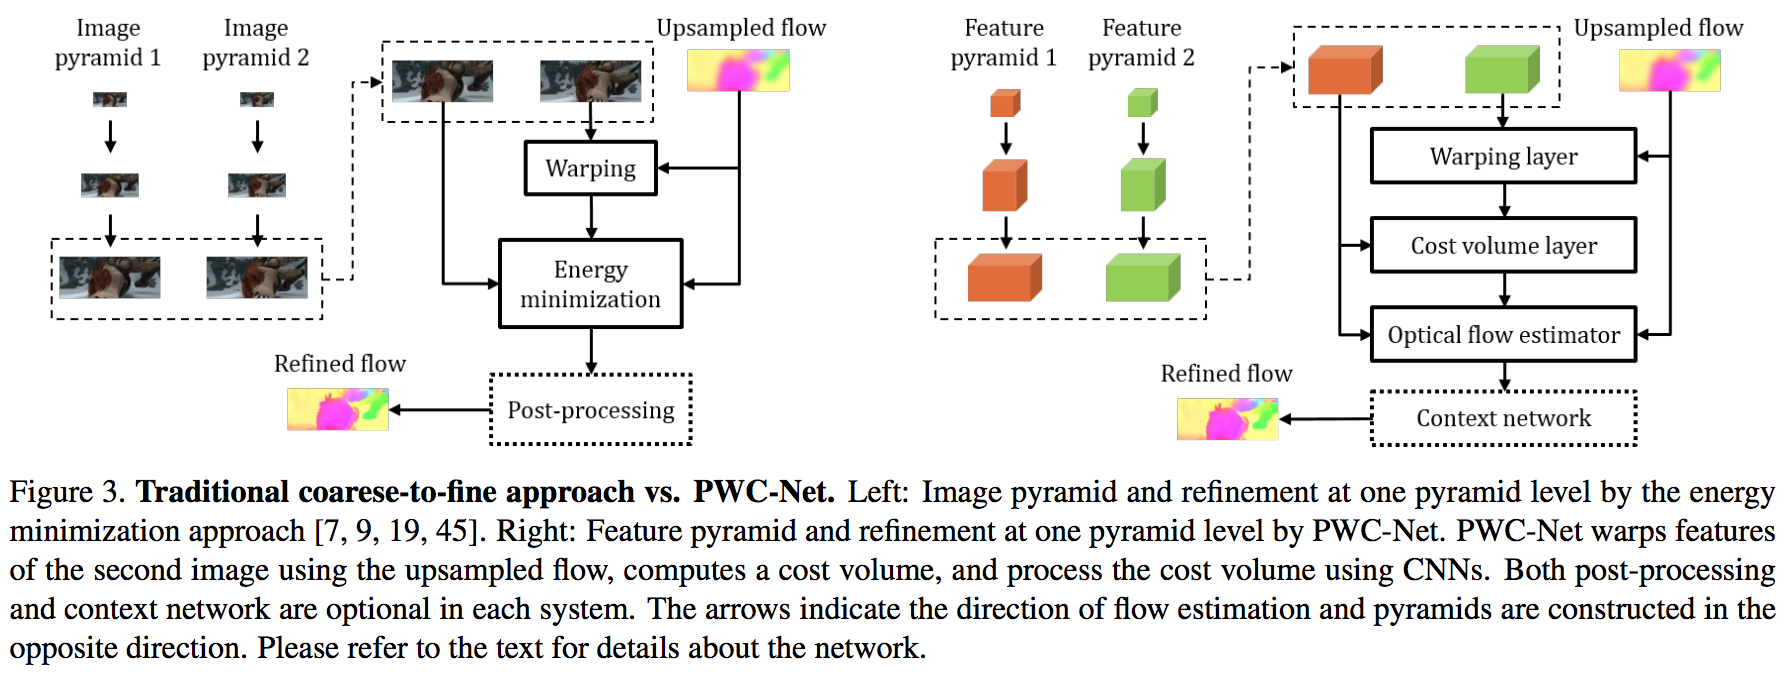 Image
pyramid 1
Image
pyramid 2
Upsampled flow
Warping
Energy
minimization
Refined flow
Post-processing
Feature
pyramid 1
Feature
pyramid 2
Upsampled flow
Warping layer
Cost volume layer
Optical flow estimator
Refined flow
Context network
Figure 3. Traditional coarese-to-fine approach vs. PWC-Net. Left: Image pyramid and refinement at one pyramid level by the energy
minimization approach [7, 9, 19, 45]. Right: Feature pyramid and refinement at one pyramid level by PWC-Net. PWC-Net warps features
of the second image using the upsampled flow, computes a cost volume, and process the cost volume using CNNs. Both post-processing
and context network are optional in each system. The arrows indicate the direction of flow estimation and pyramids are constructed in the
opposite direction. Please refer to the text for details about the network.